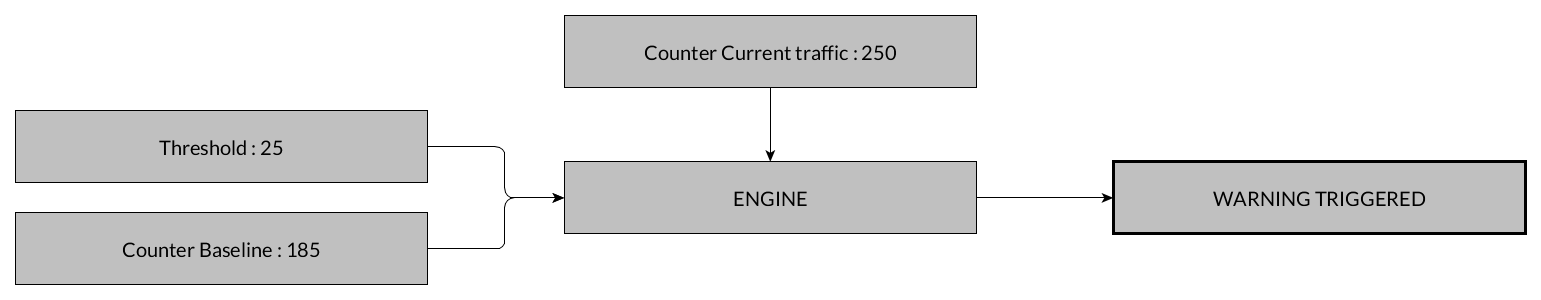 Counter Current traffic : 250
Threshold : 25
ENGINE
WARNING TRIGGERED
Counter Baseline : 185